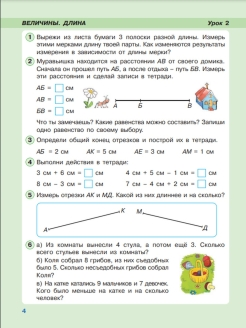 ВЕЛИЧИНЫ. ДЛИНА
Урок 2
1 Вырежи из листа бумаги 3 полоски разной длины. Измерь
этими мерками длину твоей парты. Как изменяются результаты
измерения в зависимости от длины мерки?
2 Муравьишка находится на расстоянии АВ от своего домика.
Сначала он прошел путь АБ, а после отдыха – путь БВ. Измерь
эти расстояния и сделай записи в тетради.
АБ = см
АВ = см
БВ = см
А Б В
Что ты замечаешь? Какие равенства можно составить? Запиши
одно равенство по своему выбору.
3 Определи общий конец отрезков и построй их в тетради.
АБ = 2 см АК = 5 см АЕ = 3 см АМ = 1 см
4 Выполни действия в тетради:
3 см + 6 см = см 4 см + 5 см – 1 см = см
8 см – 3 см = см 7 см – 4 см + 2 см = см
5 Измерь отрезки АК и МД. Какой из них длиннее и на сколько?
А К М Д
6 а) Из комнаты вынесли 4 стула, а потом ещё 3. Сколько
всего стульев вынесли из комнаты?
б) Коля собрал 8 грибов, из них съедобных
было 5. Сколько несъедобных грибов собрал
Коля?
в) На катке катались 9 мальчиков и 7 девочек.
Кого было меньше на катке и на сколько
человек?
4